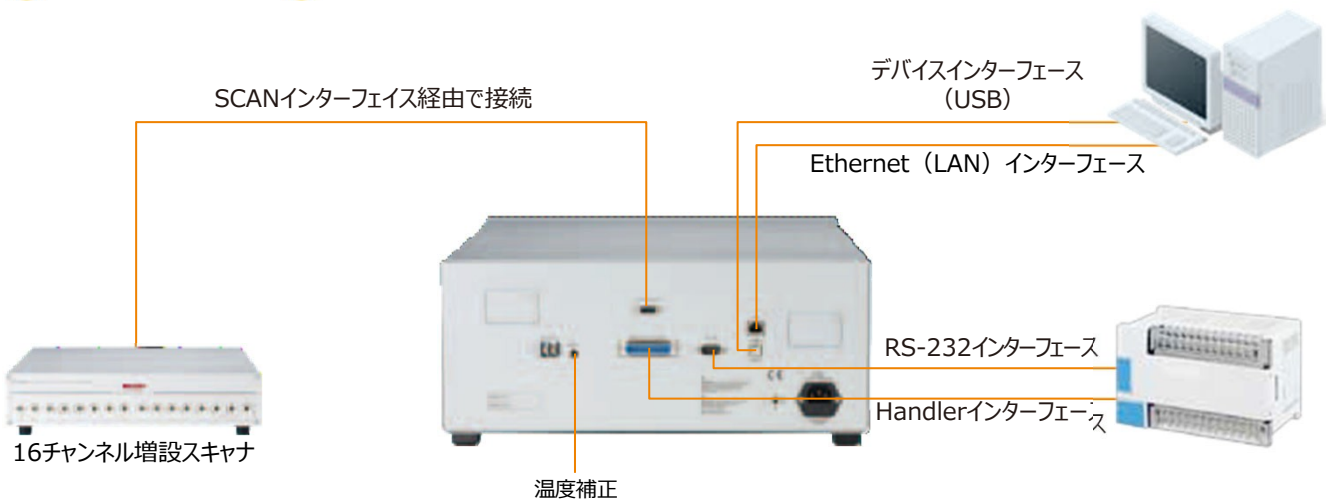 デバイスインターフェース
（USB）
SCANインターフェイス経由で接続
Ethernet（LAN）インターフェース
RS-232インターフェース
Handlerインターフェー
ス
16チャンネル増設スキャナ
温度補正